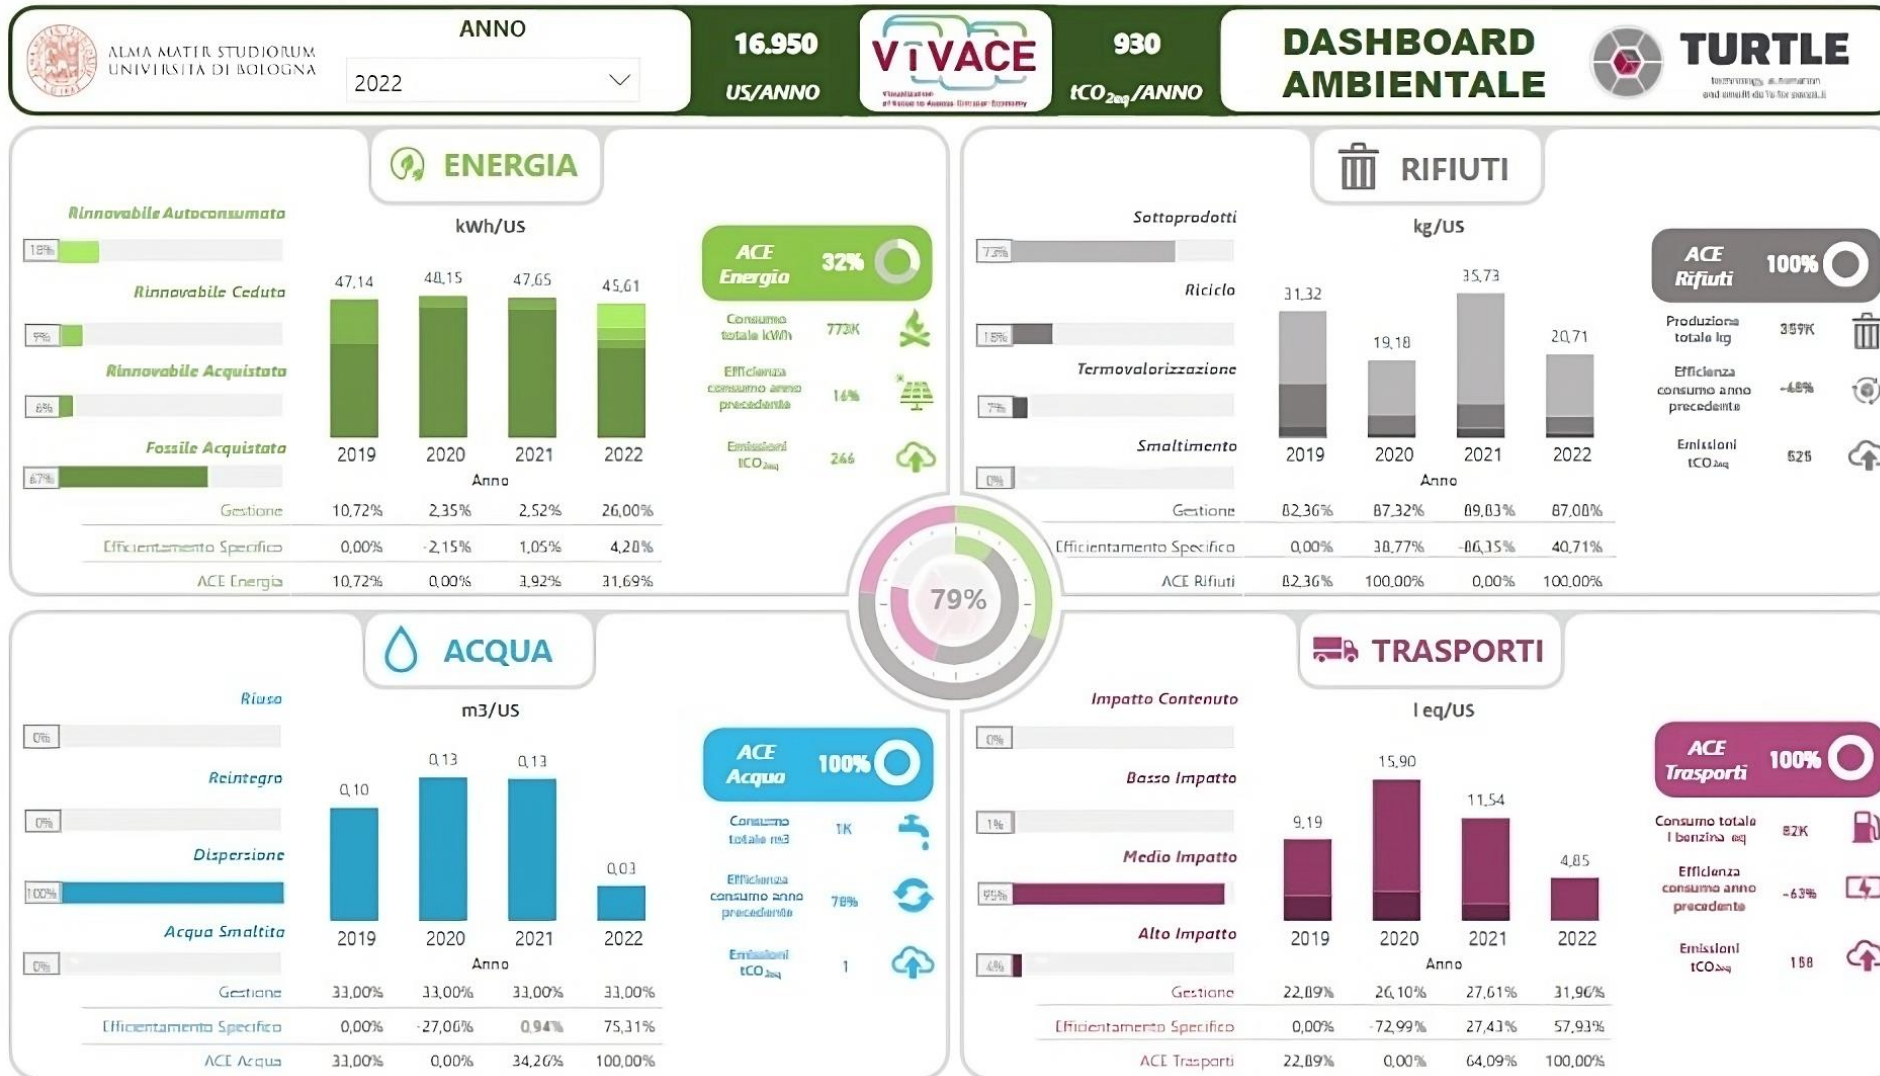 ALMA MATER STUDIORUM
UNIVERSITÀ DI BOLOGNA
ANNO
2022
16.950
US/ANNO
ViVACE
930
tCO2eq/ANNO
DASHBOARD
AMBIENTALE
TURTLE
ENERGIA
Rinnovabile Autoconsumata
18%
Rinnovabile Ceduta
9%
Rinnovabile Acquistata
6%
Fossile Acquistata
67%
kWh/US
47,14
48,15
47,65
45,61
2019 2020 2021 2022
Anno
Gestione 10,72% 2,35% 2,52% 26,00%
Efficientamento Specifico 0,00% -2,15% 1,05% 4,28%
ACE Energia 10,72% 0,00% 3,92% 31,69%
ACE
Energia
32%
Consumo
totale kWh
773K
Efficienza
consumo anno
precedente
16%
Emissioni
tCO2eq
246
RIFIUTI
Sottoprodotti
73%
Riciclo
18%
Termovalorizzazione
7%
Smaltimento
0%
kg/US
31,32
19,18
35,73
20,71
2019 2020 2021 2022
Anno
Gestione 82,36% 87,32% 89,83% 87,08%
Efficientamento Specifico 0,00% 38,77% -86,35% 40,71%
ACE Rifiuti 82,36% 100,00% 0,00% 100,00%
ACE
Rifiuti
100%
Produzione
totale kg
Efficienza
consumo anno
precedente
Emissioni
tCO2eq
525
79%
ACQUA
Riuso
0%
Reintegro
0%
Dispersione
100%
Acqua Smaltita
0%
m3/US
0,10
0,13
0,13
0,03
2019 2020 2021 2022
Anno
Gestione 33,00% 33,00% 33,00% 33,00%
Efficientamento Specifico 0,00% -27,06% 0,94% 75,31%
ACE Acqua 33,00% 0,00% 34,26% 100,00%
ACE
Acqua
100%
Consumo
totale m3
1K
Efficienza
consumo anno
precedente
78%
Emissioni
tCO2eq
1
TRASPORTI
Impatto Contenuto
0%
Basso Impatto
1%
Medio Impatto
95%
Alto Impatto
4%
l eq/US
9,19
15,90
11,54
4,85
2019 2020 2021 2022
Anno
Gestione 22,89% 26,10% 27,61% 31,96%
Efficientamento Specifico 0,00% -72,99% 27,43% 57,93%
ACE Trasporti 22,89% 0,00% 64,09% 100,00%
ACE
Trasporti
100%
Consumo totale
l benzina eq
82K
Efficienza
consumo anno
precedente
-63%
Emissioni
tCO2eq
158